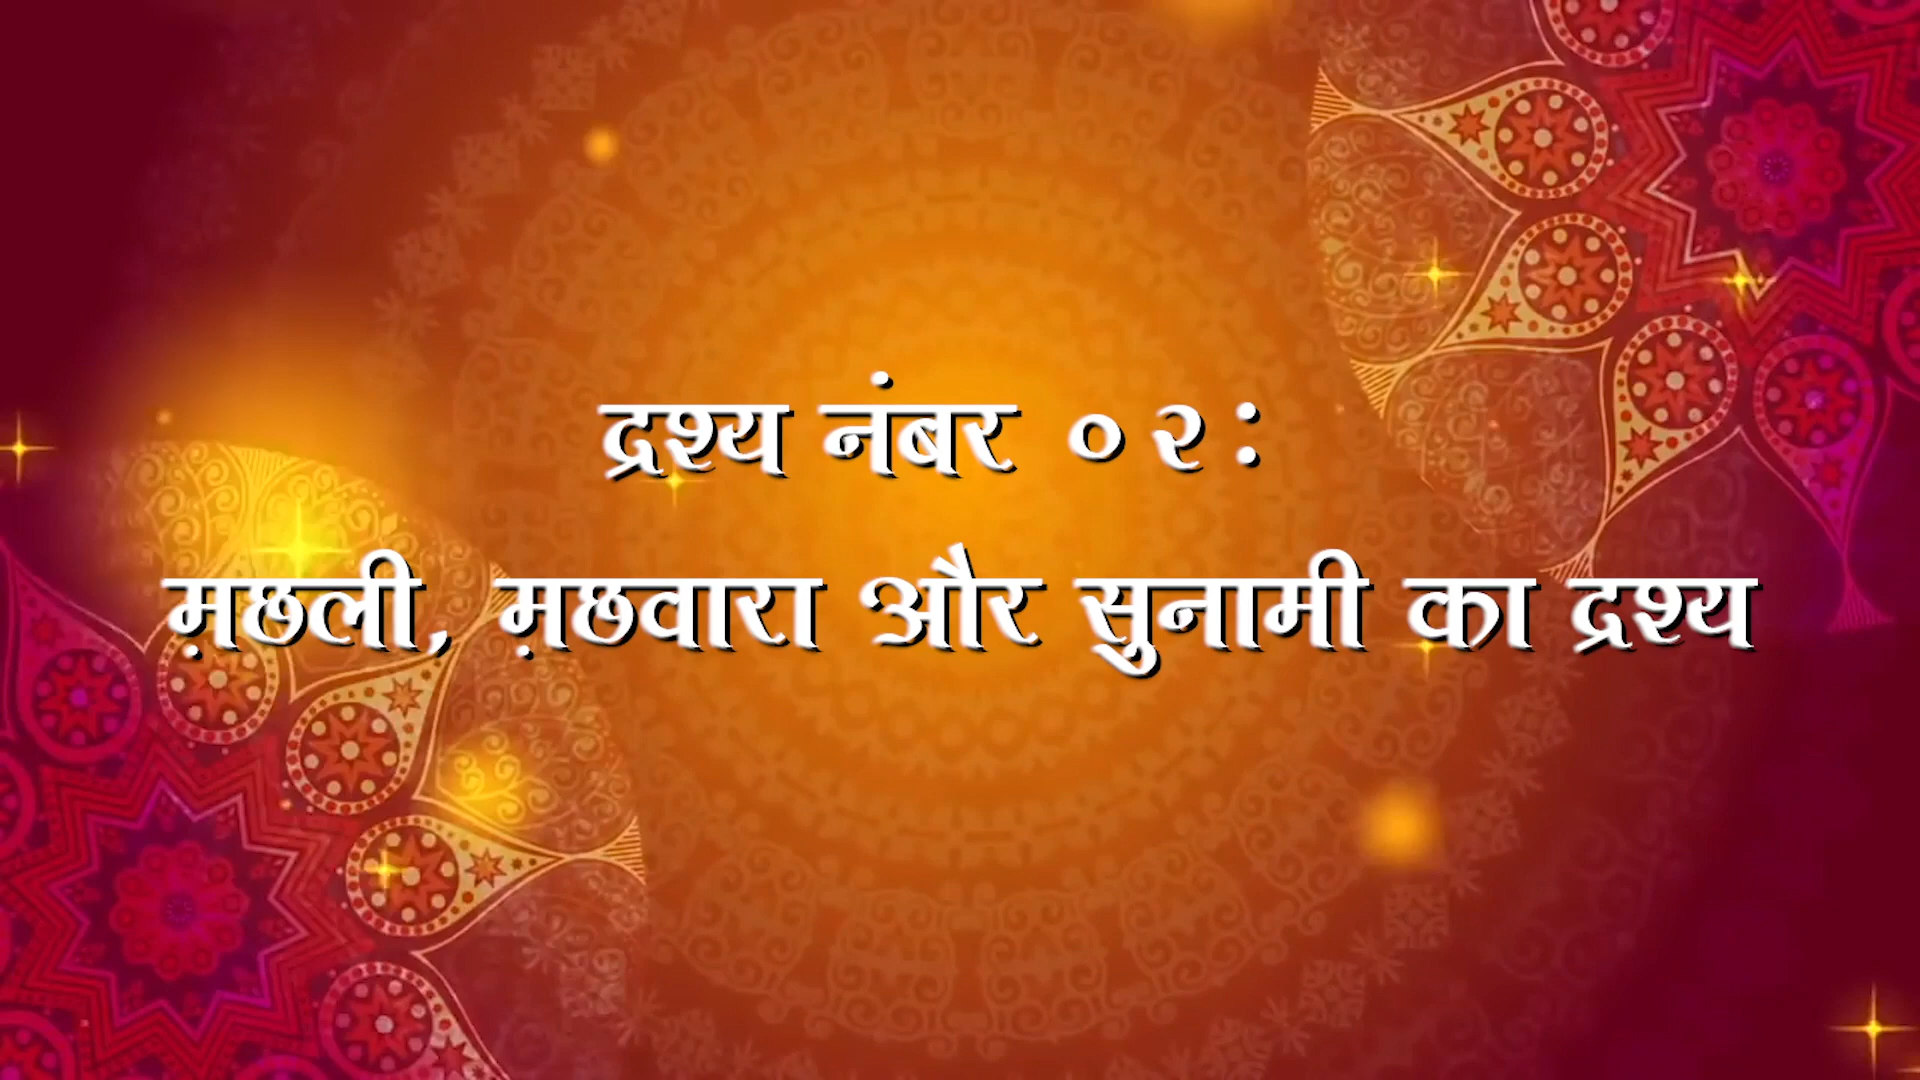 द्रश्य नंबर ०२:
म़छली, म़छवारा और सुनामी का द्रश्य